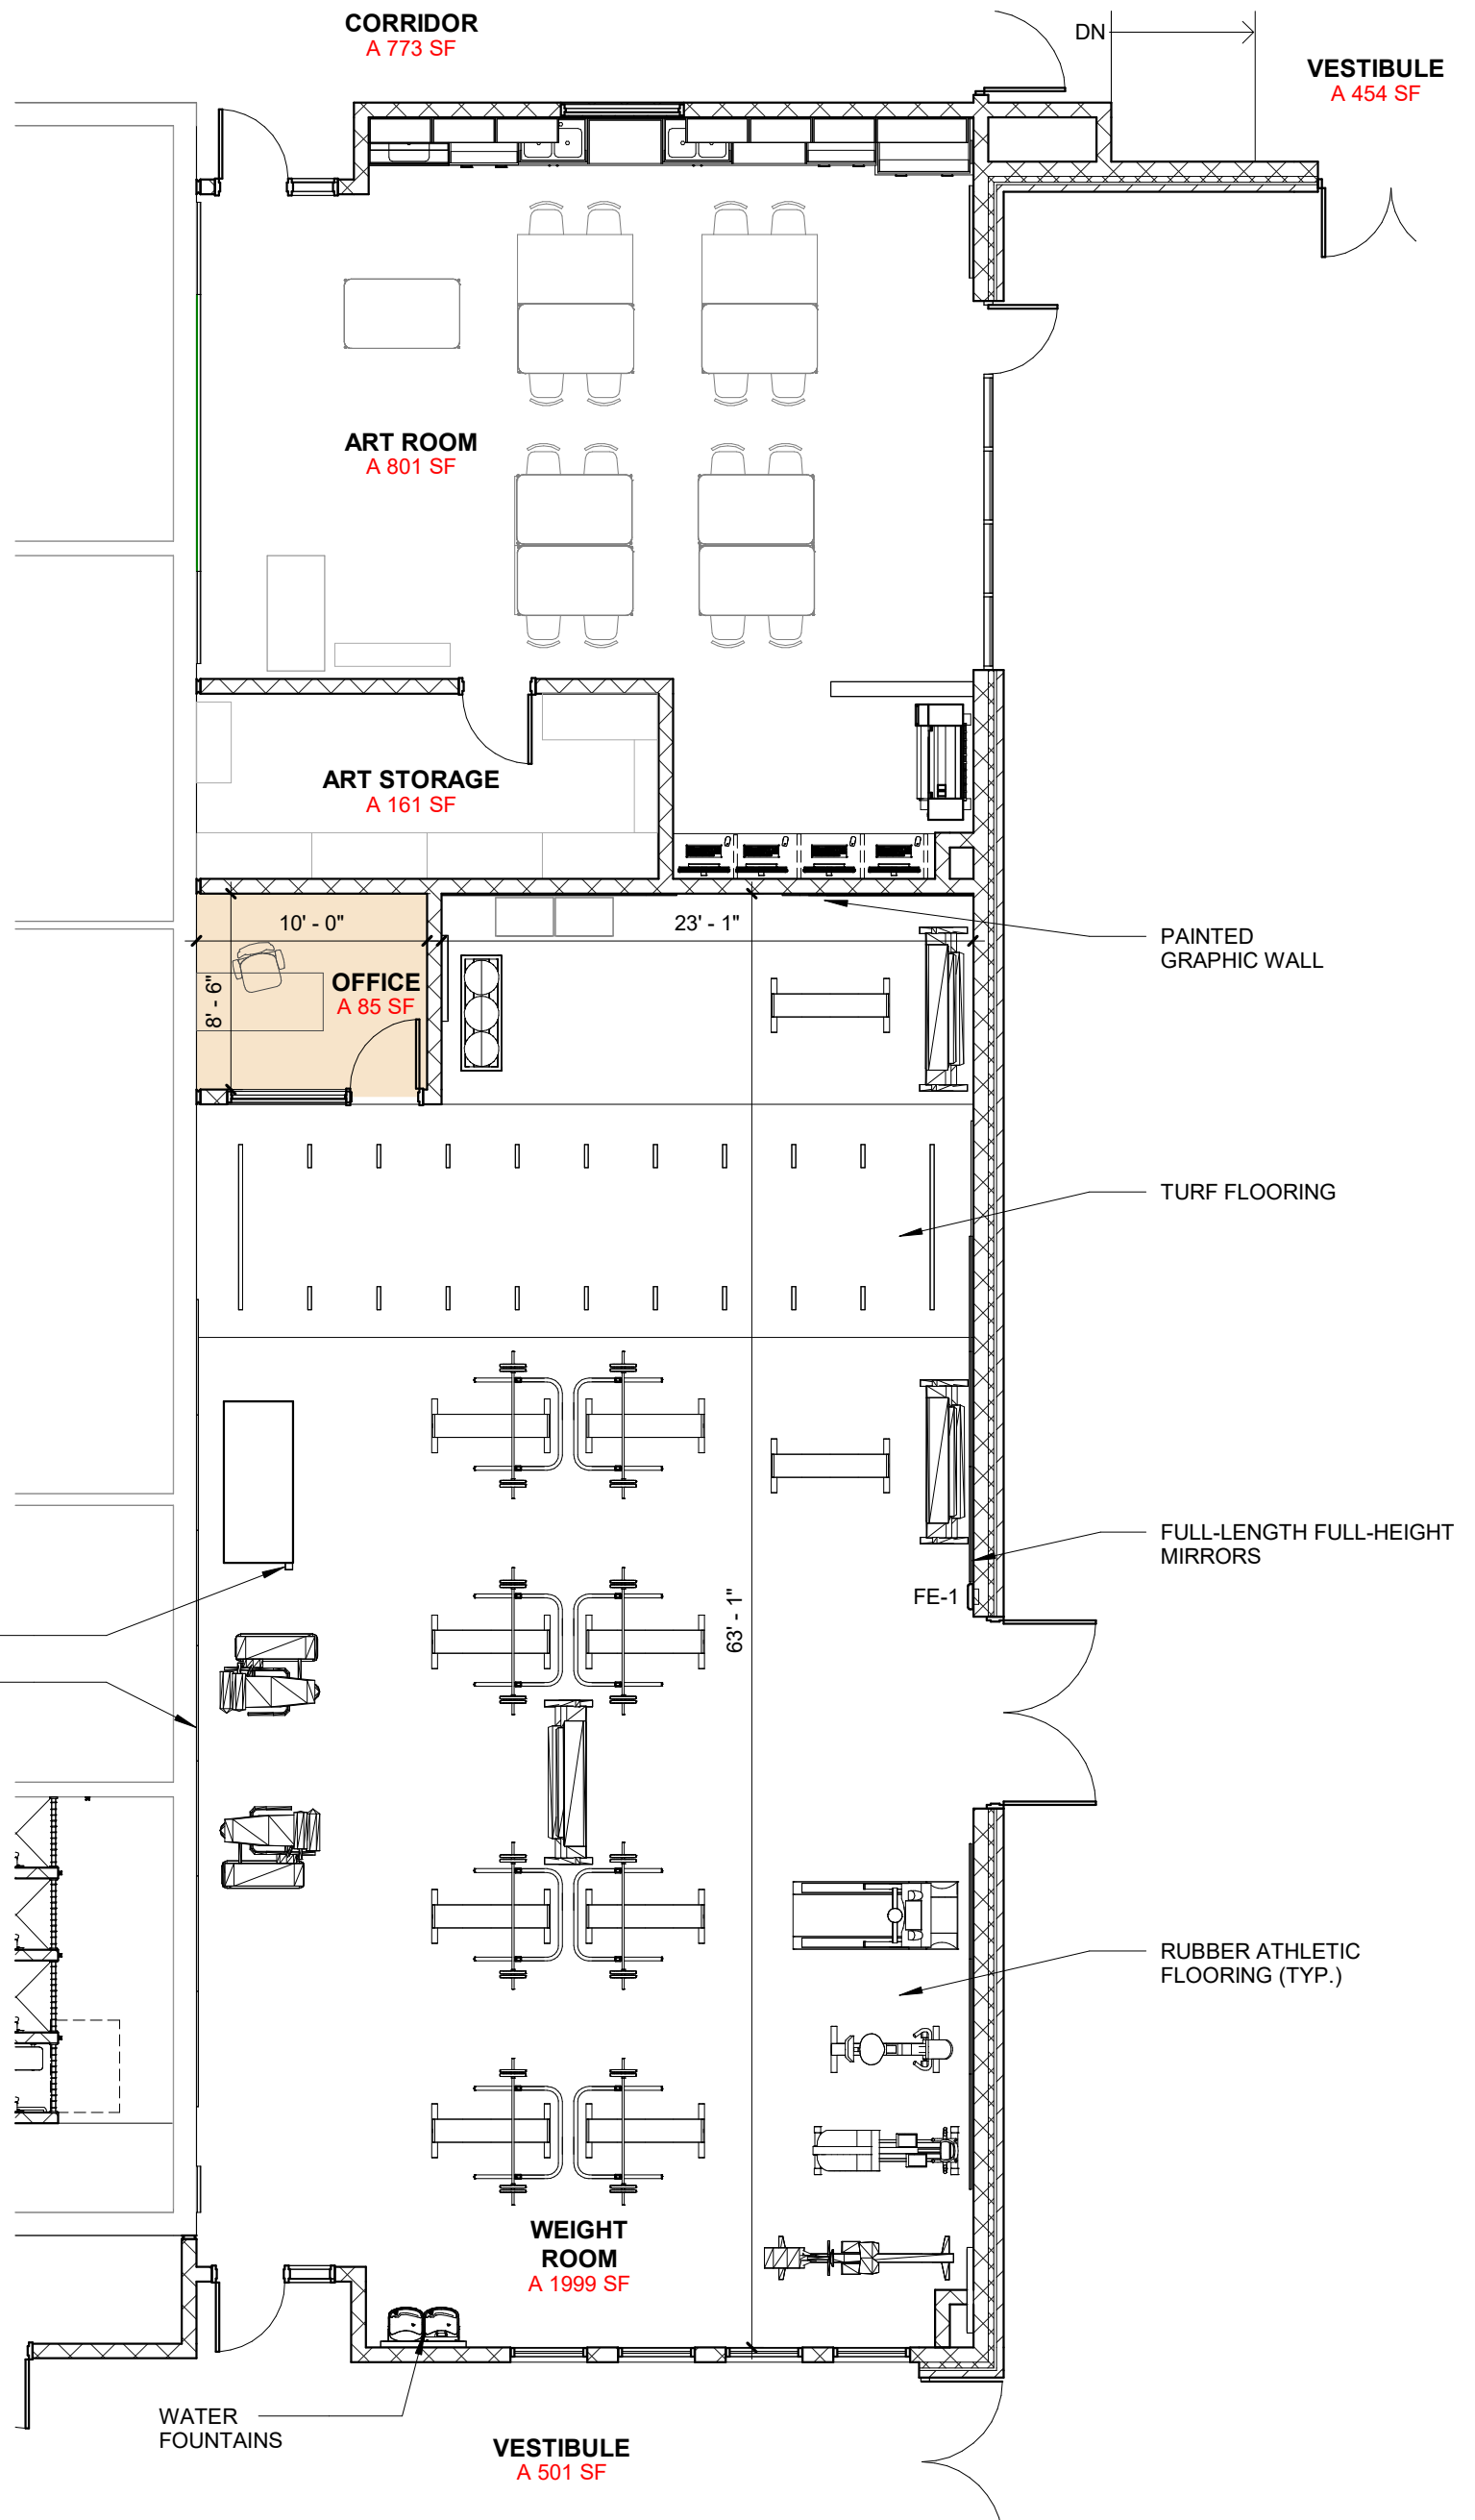 CORRIDOR
A 773 SF
DN
VESTIBULE
A 454 SF
ART ROOM
A 801 SF
ART STORAGE
A 161 SF
10' - 0"
23' - 1"
PAINTED
GRAPHIC WALL
OFFICE
A 85 SF
8' - 6"
TURF FLOORING
FULL-LENGTH FULL-HEIGHT
MIRRORS
FE-1
63' - 1"
RUBBER ATHLETIC
FLOORING (TYP.)
WEIGHT
ROOM
A 1999 SF
WATER
FOUNTAINS
VESTIBULE
A 501 SF